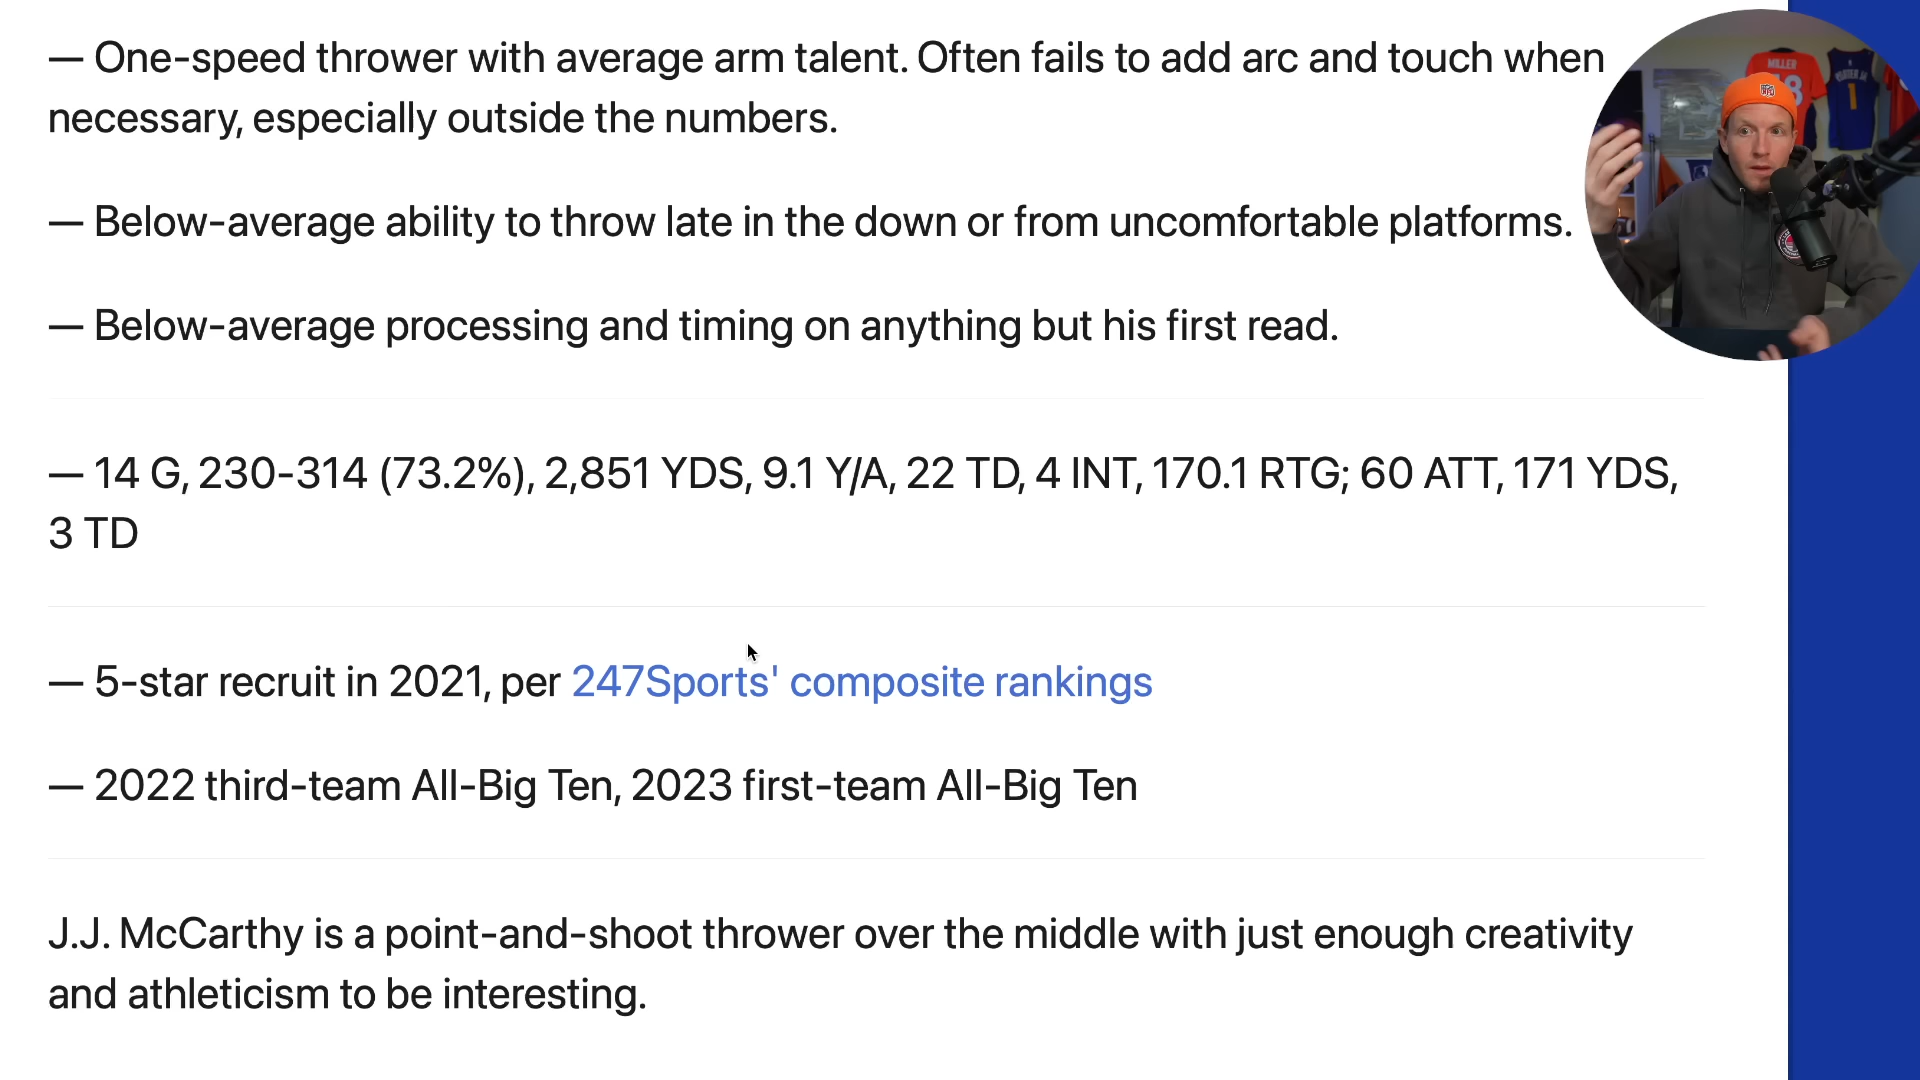 — One-speed thrower with average arm talent. Often fails to add arc and touch when
necessary, especially outside the numbers.
— Below-average ability to throw late in the down or from uncomfortable platforms.
— Below-average processing and timing on anything but his first read.
— 14 G, 230-314 (73.2%), 2,851 YDS, 9.1 Y/A, 22 TD, 4 INT, 170.1 RTG; 60 ATT, 171 YDS,
3 TD
— 5-star recruit in 2021, per 247Sports' composite rankings
— 2022 third-team All-Big Ten, 2023 first-team All-Big Ten
J.J. McCarthy is a point-and-shoot thrower over the middle with just enough creativity
and athleticism to be interesting.
MILLER
1